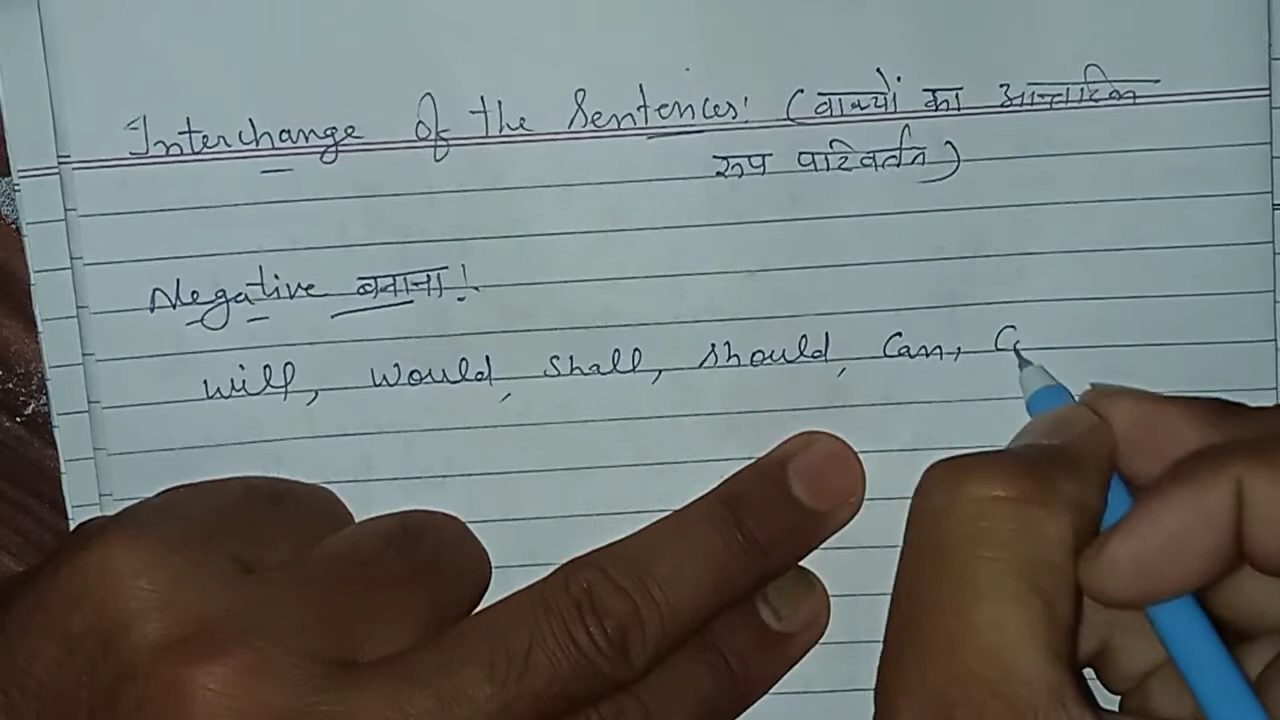 Interchange Of the Sentences: (वाक्यों का आन्तरिक
रूप परिवर्तन)
Negative बनाना!
will, would, shall, should, Can, C